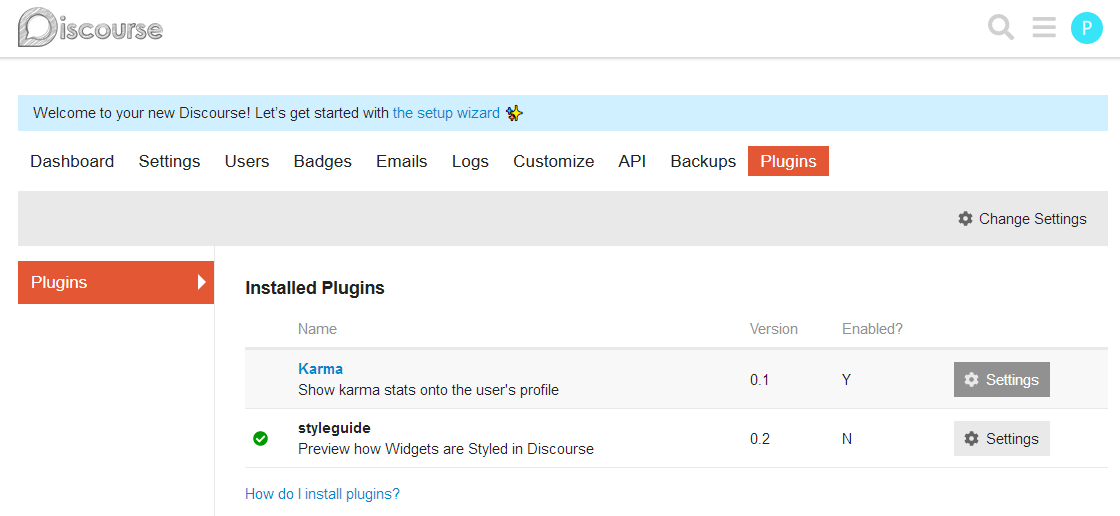 Discourse
P
Welcome to your new Discourse! Let's get started with the setup wizard ✨
Dashboard Settings Users Badges Emails Logs Customize API Backups Plugins
Change Settings
Plugins
Installed Plugins
Name Version Enabled?
Karma
Show karma stats onto the user's profile
0.1 Y Settings
styleguide
Preview how Widgets are Styled in Discourse
0.2 N Settings
How do I install plugins?